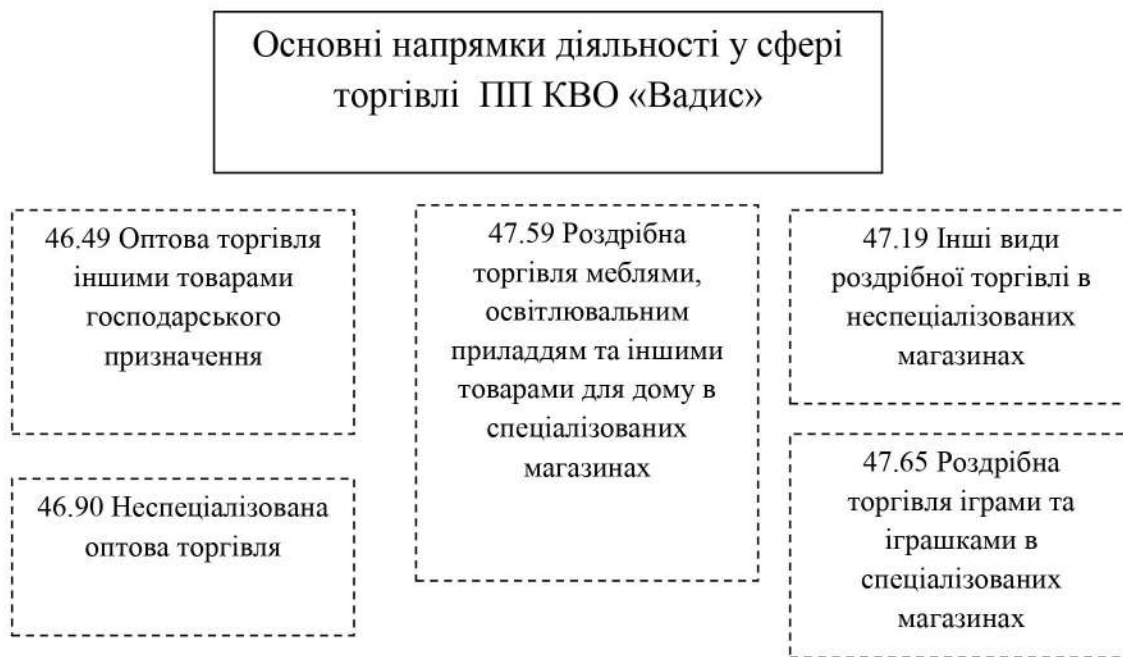 Основні напрямки діяльності у сфері
торгівлі ПП КВО «Вадис»
46.49 Оптова торгівля
іншими товарами
господарського
призначення
46.90 Неспеціалізована
оптова торгівля
47.59 Роздрібна
торгівля меблями,
освітлювальним
приладдям та іншими
товарами для дому в
спеціалізованих
магазинах
47.19 Інші види
роздрібної торгівлі в
неспеціалізованих
магазинах
47.65 Роздрібна
торгівля іграми та
іграшками в
спеціалізованих
магазинах